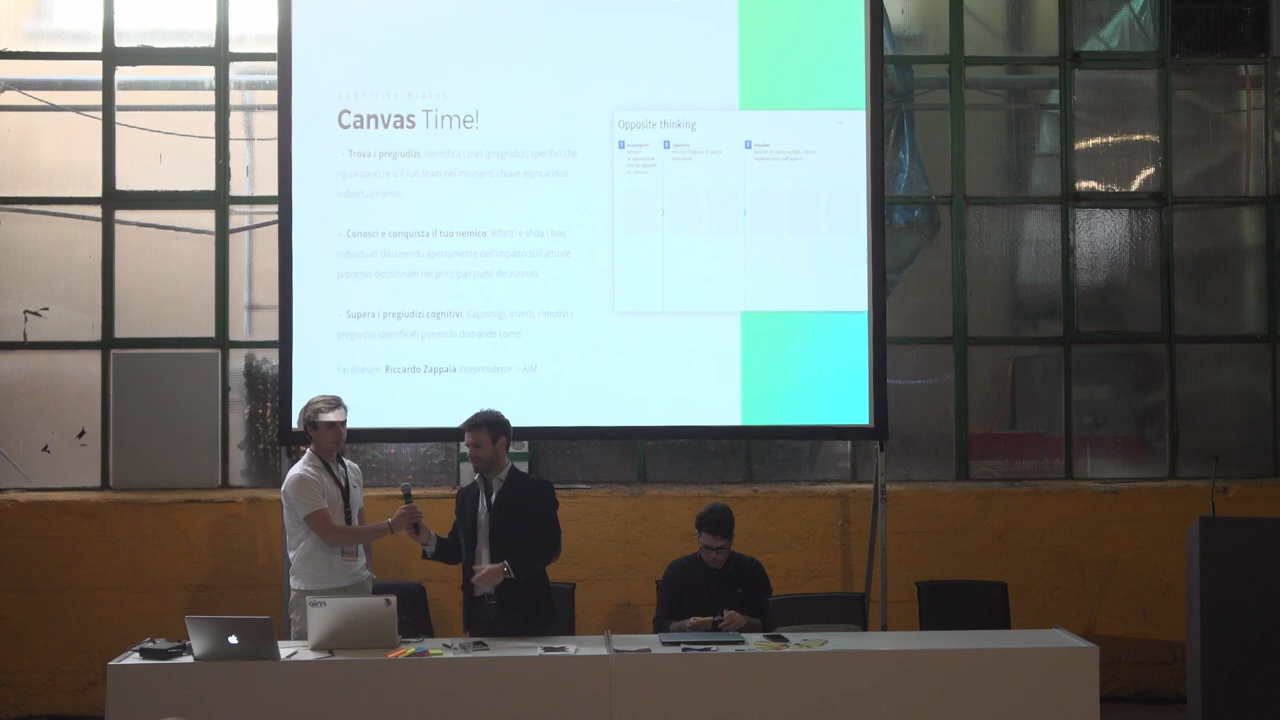 Cognitive Biases
Canvas Time!
→ Trova i pregiudizi. Identifica i bias (pregiudizi) specifici che
riguardano te o il tuo team nei momenti chiave elencandoli
individualmente.
→ Conosci e conquista il tuo nemico. Rifletti e sfida i bias
individuati discutendo apertamente dell'impatto sull'attuale
processo decisionale nei principali punti decisionali.
→ Supera i pregiudizi cognitivi. Capovolgi, inverti, rimuovi i
pregiudizi identificati ponendo domande come:
Facilitatore: Riccardo Zappala Vicepresidente - AIM
Opposite thinking
aim